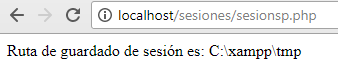 localhost/sesiones/sesionsp.php
Ruta de guardado de sesión es: C:\xampp\tmp